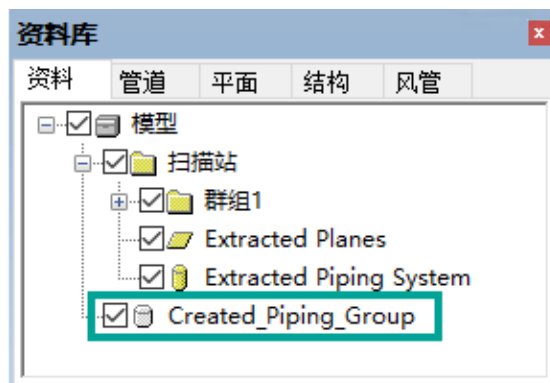 资料库
资料 管道 平面 结构 风管
模型
扫描站
群组1
Extracted Planes
Extracted Piping System
Created_Piping_Group